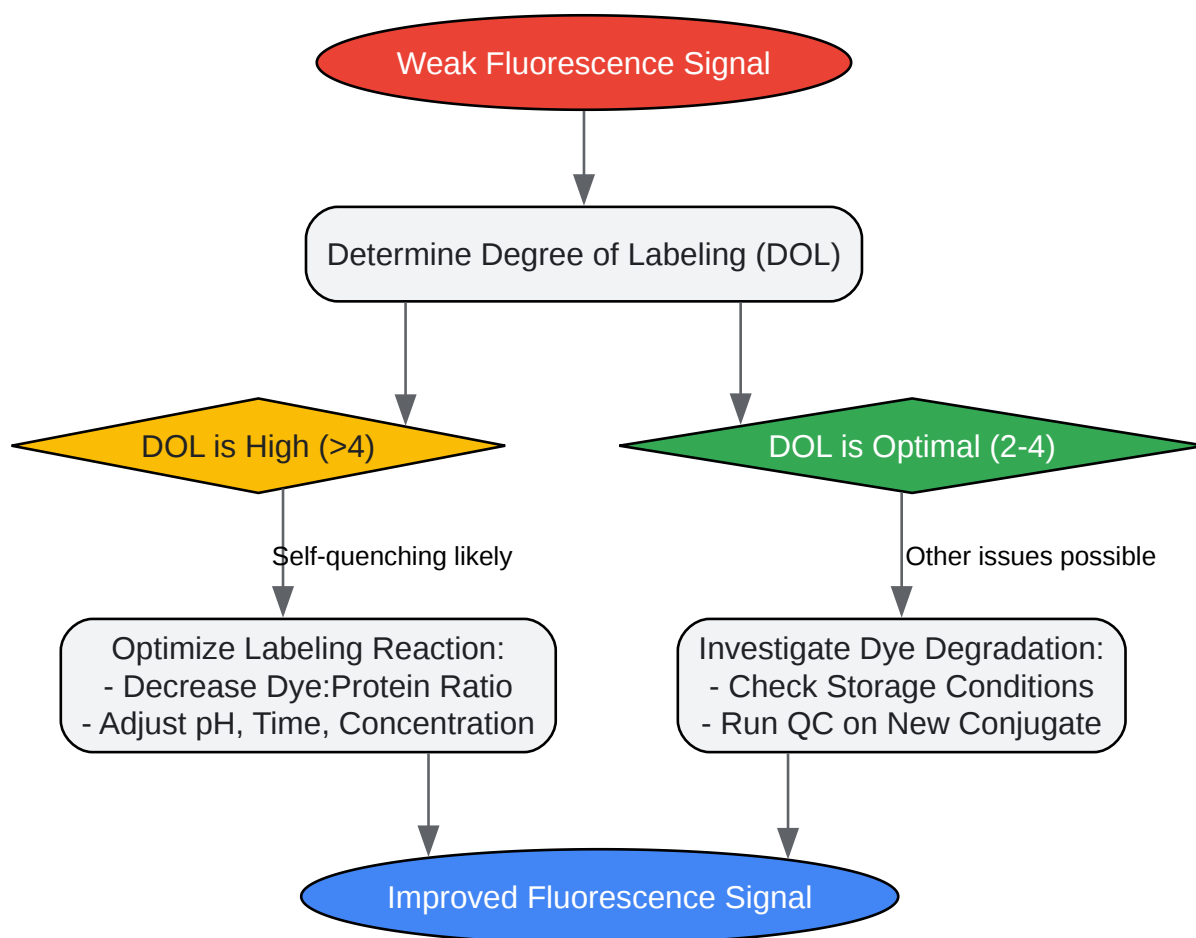 Weak Fluorescence Signal
Determine Degree of Labeling (DOL)
DOL is High (>4)
DOL is Optimal (2-4)
Self-quenching likely
Other issues possible
Optimize Labeling Reaction:
- Decrease Dye:Protein Ratio
- Adjust pH, Time, Concentration
Investigate Dye Degradation:
- Check Storage Conditions
- Run QC on New Conjugate
Improved Fluorescence Signal